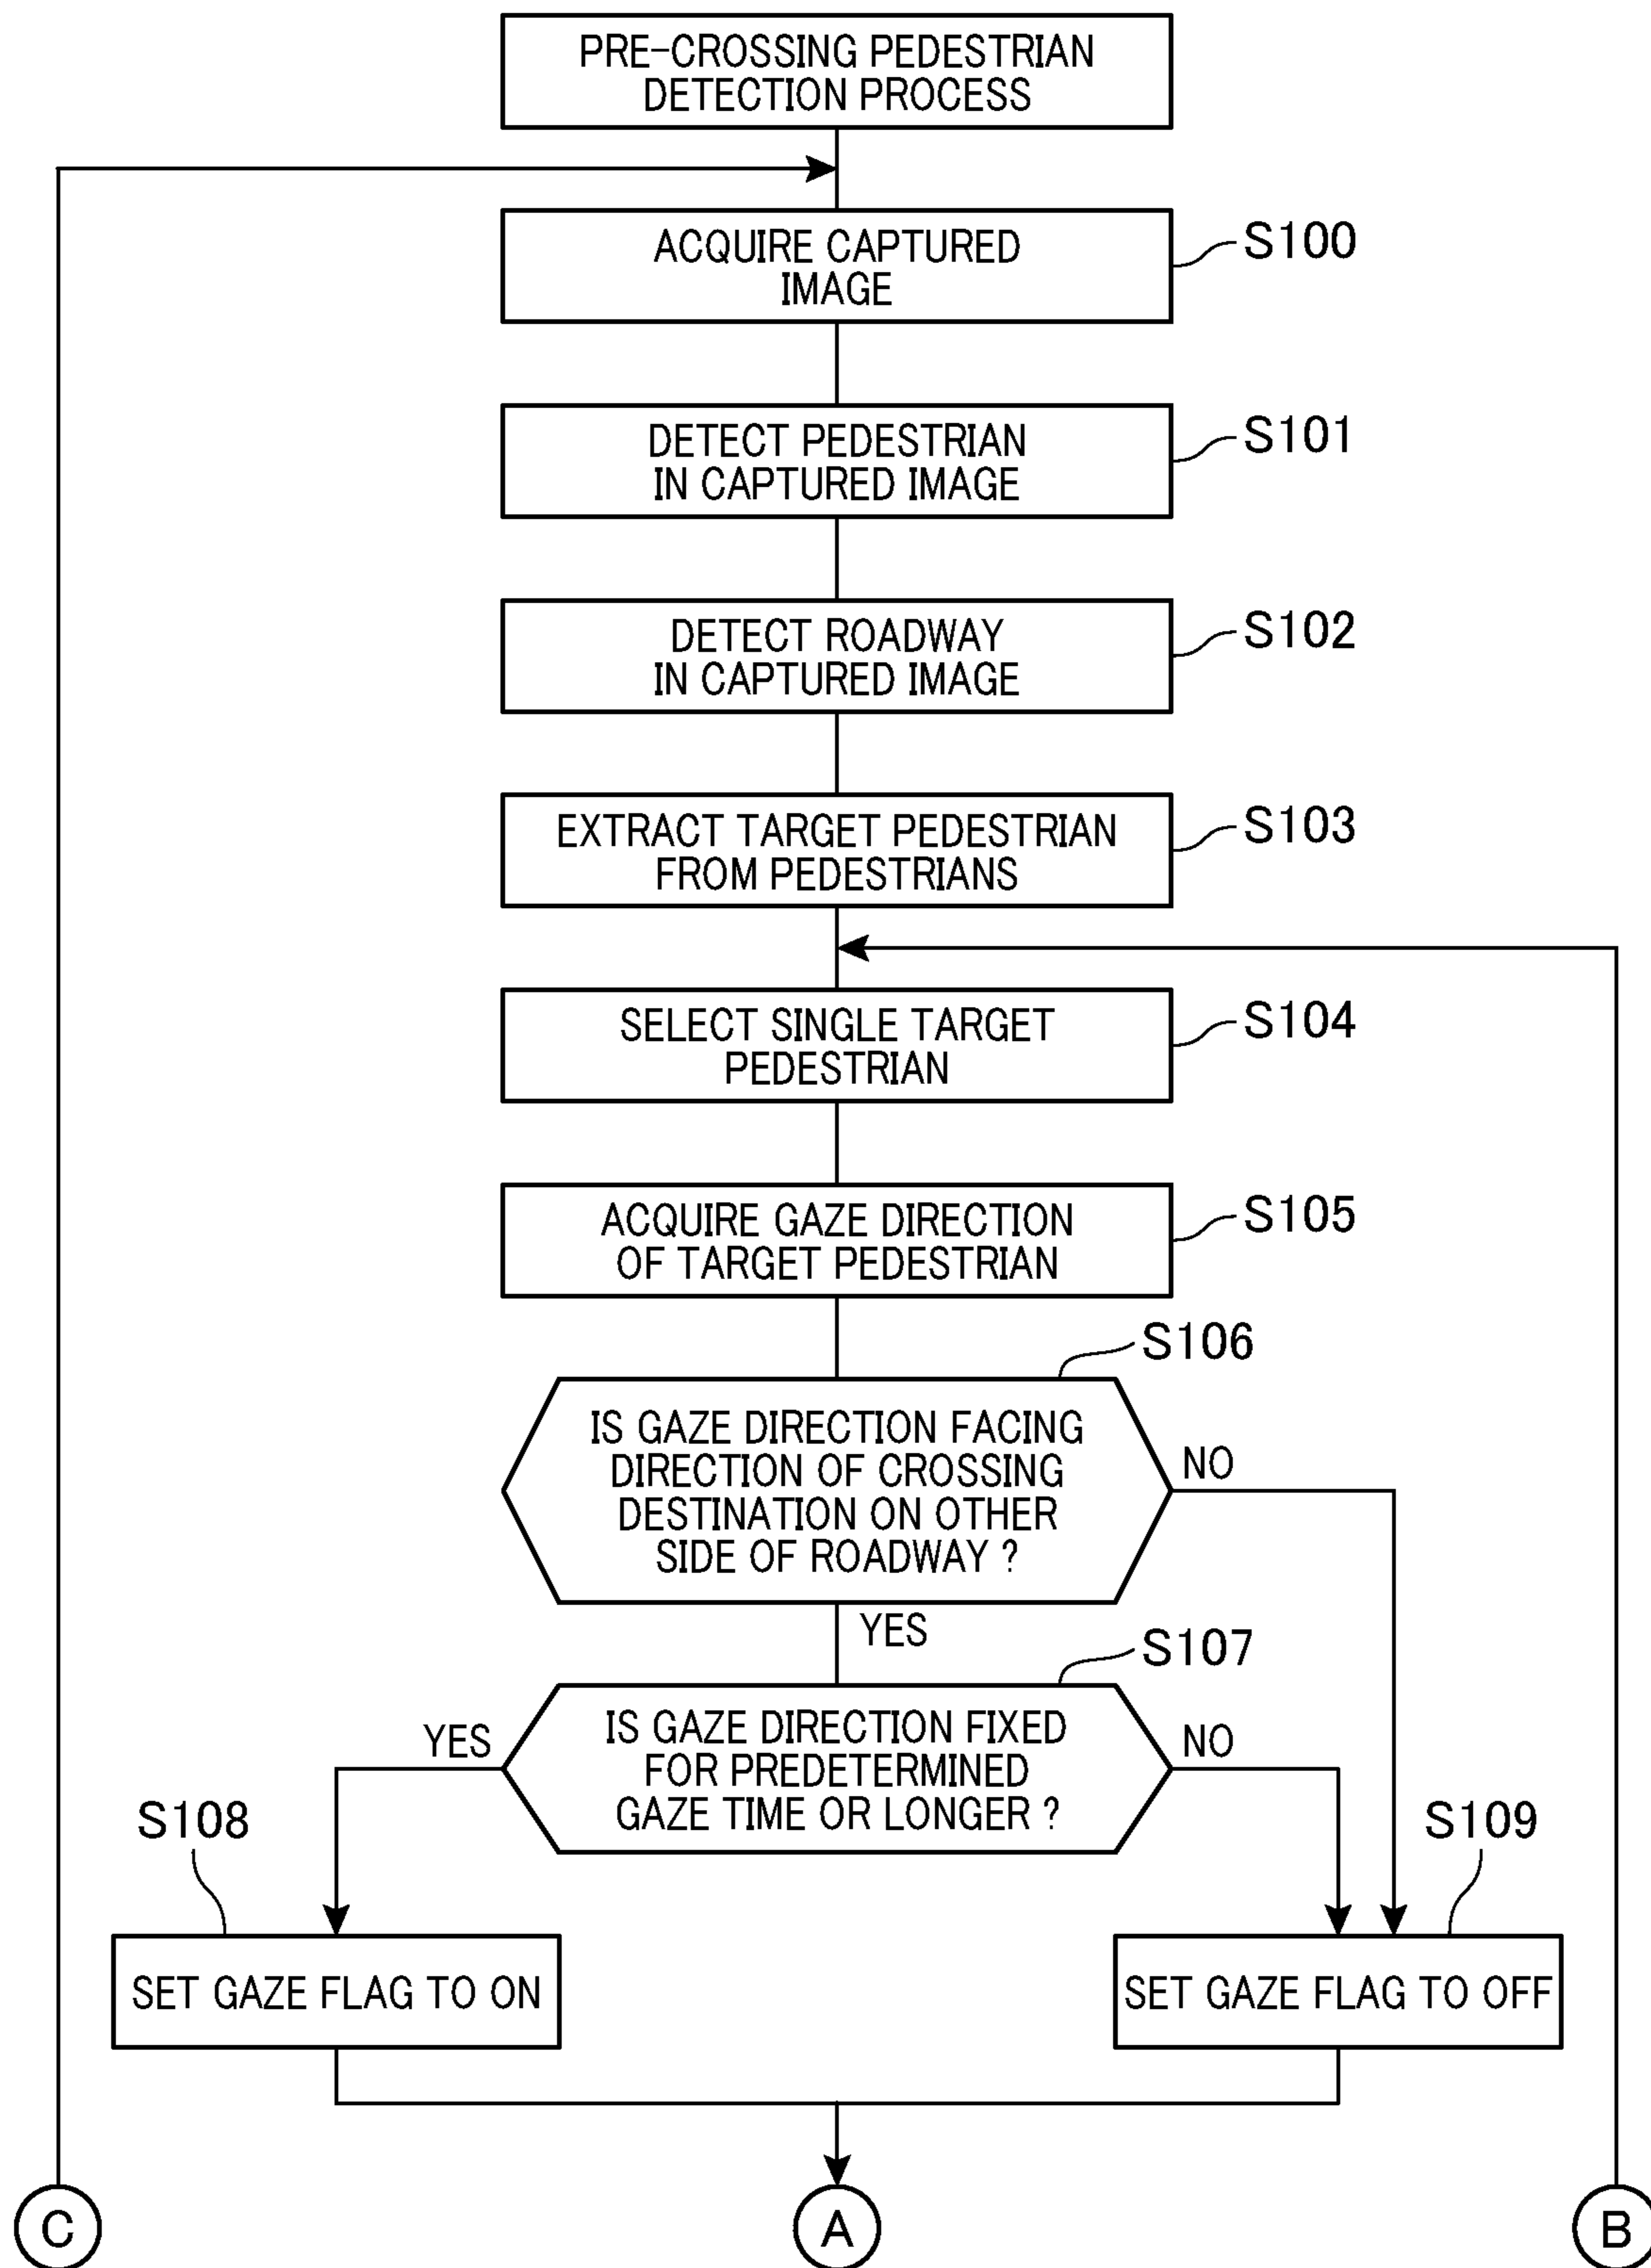 PRE-CROSSING PEDESTRIAN
DETECTION PROCESS
ACQUIRE CAPTURED
IMAGE
S100
DETECT PEDESTRIAN
IN CAPTURED IMAGE
S101
DETECT ROADWAY
IN CAPTURED IMAGE
S102
EXTRACT TARGET PEDESTRIAN
FROM PEDESTRIANS
S103
SELECT SINGLE TARGET
PEDESTRIAN
S104
ACQUIRE GAZE DIRECTION
OF TARGET PEDESTRIAN
S105
S106
IS GAZE DIRECTION FACING
DIRECTION OF CROSSING
DESTINATION ON OTHER
SIDE OF ROADWAY ?
NO
YES
S107
IS GAZE DIRECTION FIXED
FOR PREDETERMINED
GAZE TIME OR LONGER ?
YES
NO
S108
S109
SET GAZE FLAG TO ON
SET GAZE FLAG TO OFF
C
A
B